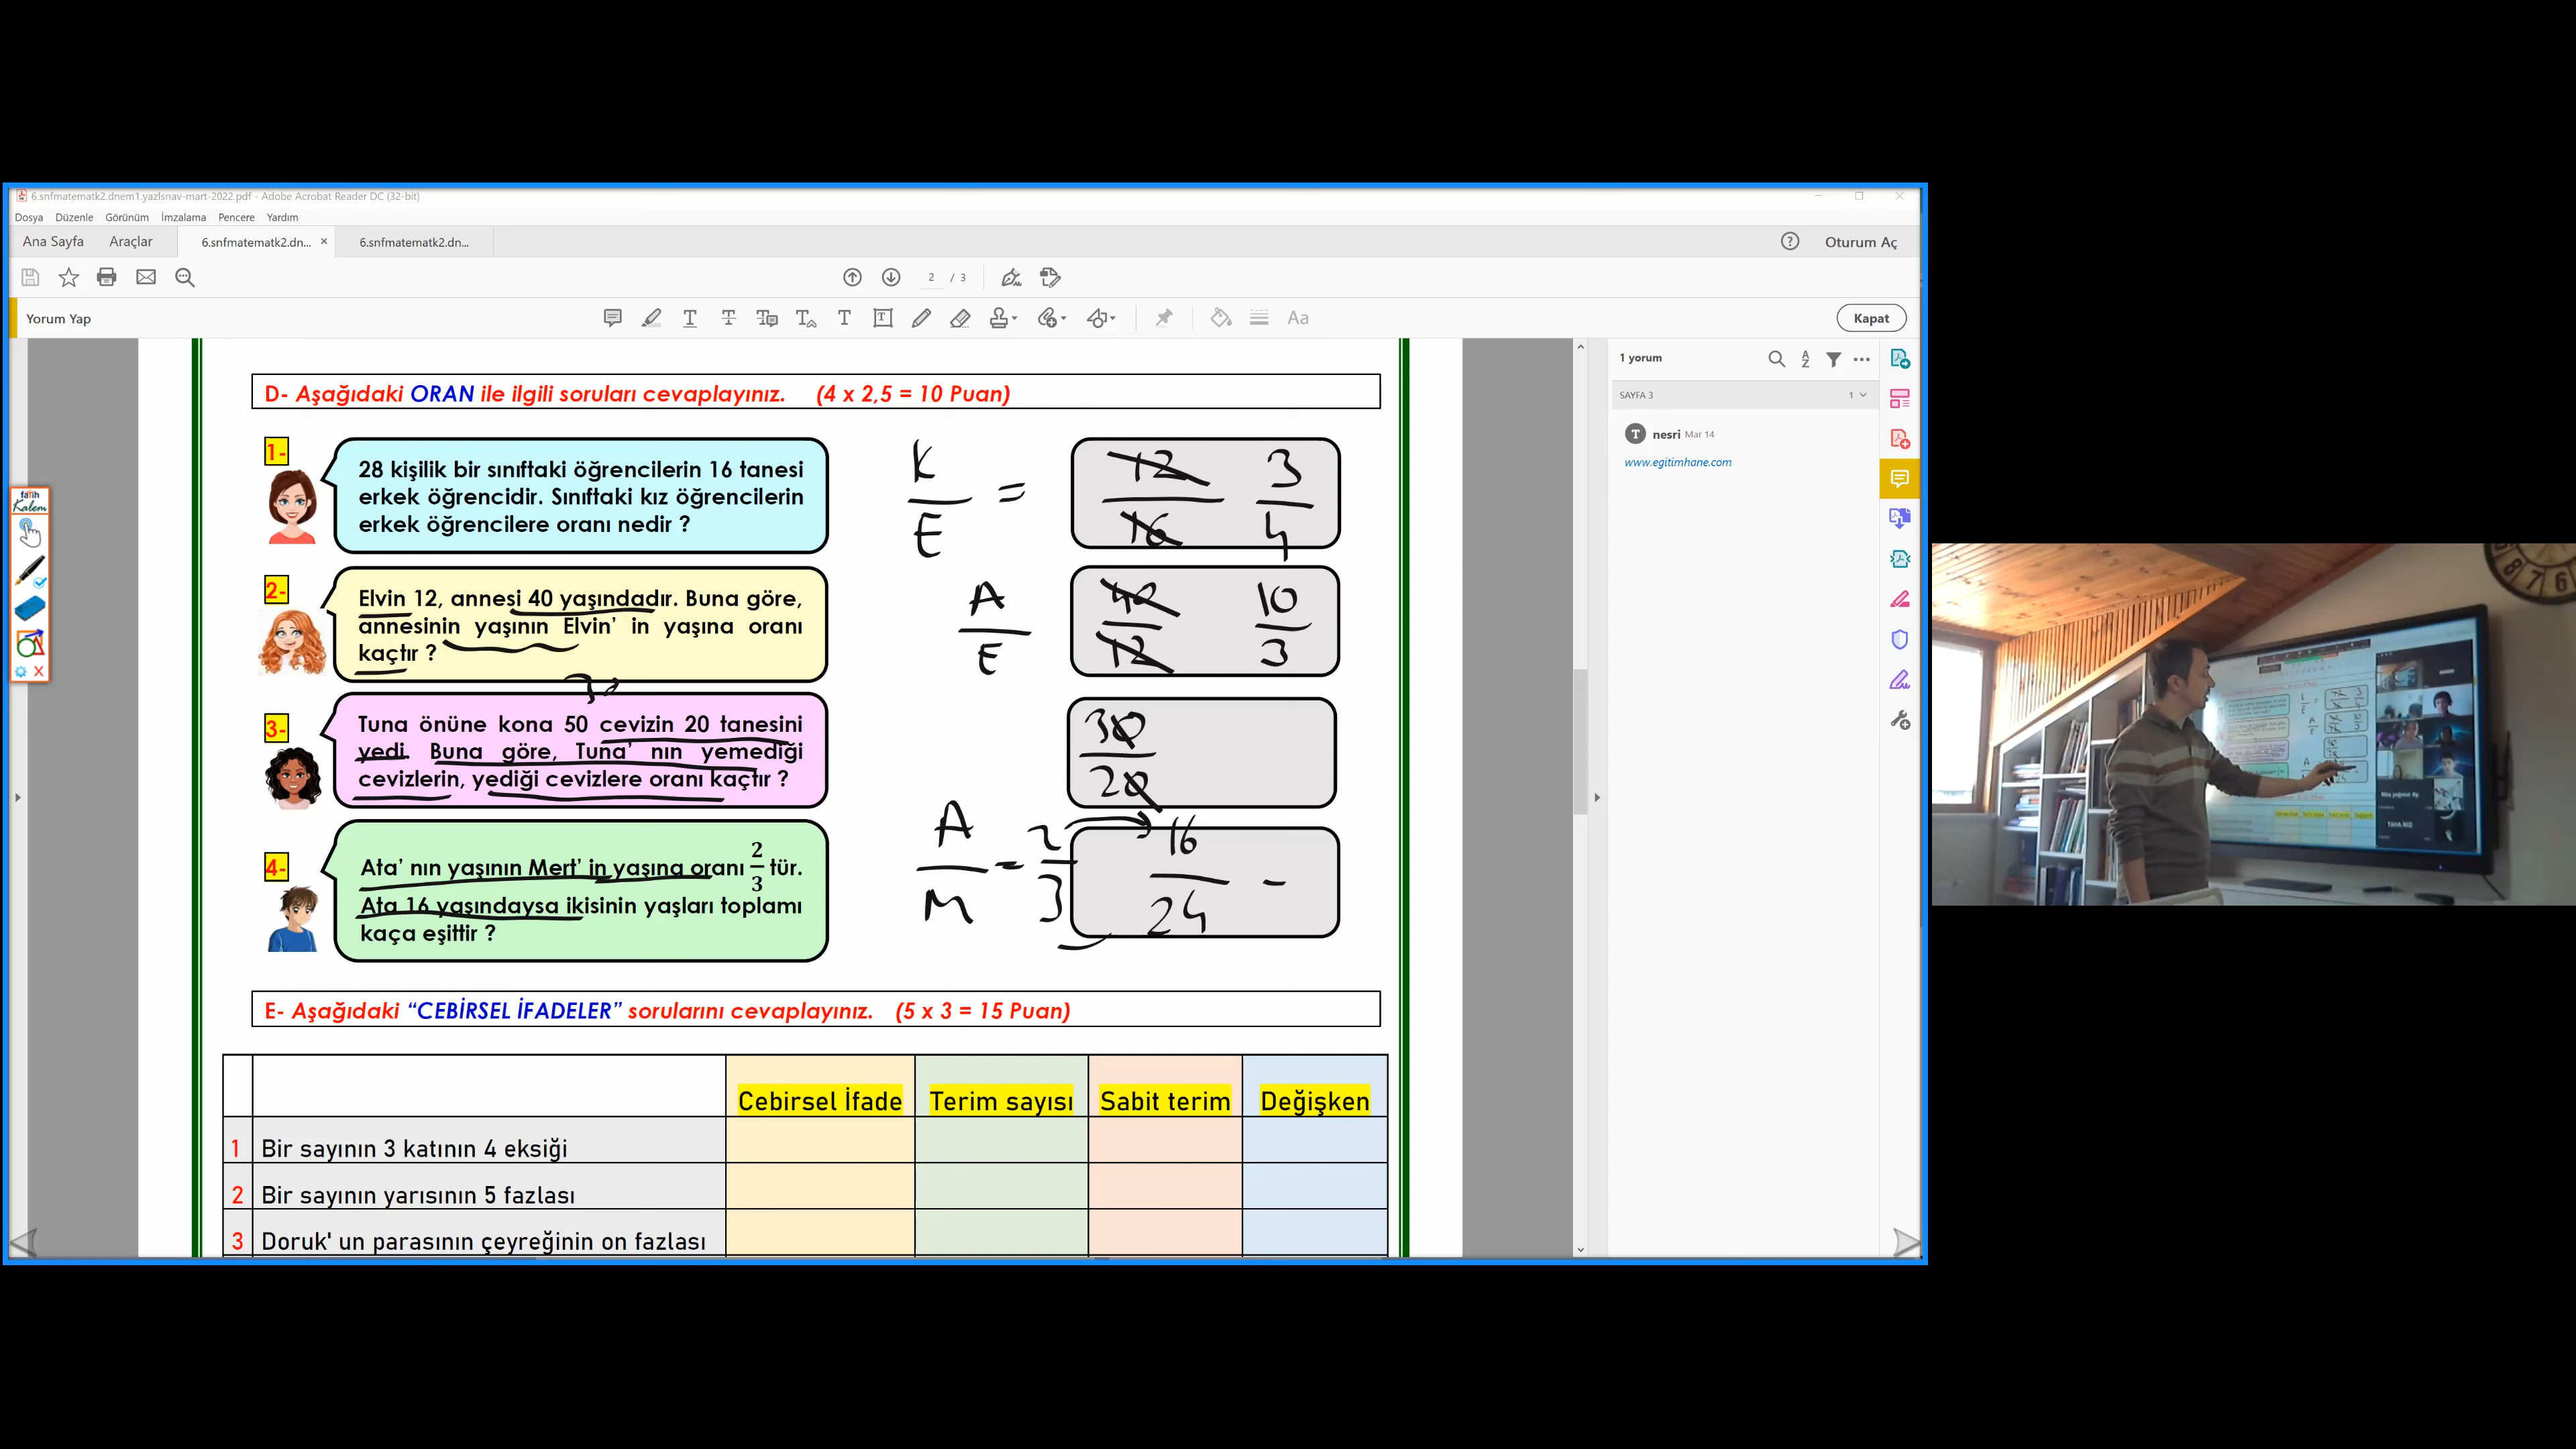 6.snfmatematk2.dnem1.yazlsnav-mart-2022.pdf - Adobe Acrobat Reader DC (32-bit)
Dosya Düzenle Görünüm İmzalama Pencere Yardım
Ana Sayfa Araçlar 6.snfmatematk2.dn... × 6.snfmatematk2.dn... Oturum Aç
2 / 3
Yorum Yap Kapat
1 yorum
SAYFA 3 1
T nesri Mar 14
www.egitimhane.com
fatih
Kalem
D- Aşağıdaki ORAN ile ilgili soruları cevaplayınız. (4 x 2,5 = 10 Puan)
1-
28 kişilik bir sınıftaki öğrencilerin 16 tanesi
erkek öğrencidir. Sınıftaki kız öğrencilerin
erkek öğrencilere oranı nedir ?
K/E = 12/16 3/4
2-
Elvin 12, annesi 40 yaşındadır. Buna göre,
annesinin yaşının Elvin' in yaşına oranı
kaçtır ?
A/E 40/12 10/3
3-
Tuna önüne kona 50 cevizin 20 tanesini
yedi. Buna göre, Tuna' nın yemediği
cevizlerin, yediği cevizlere oranı kaçtır ?
30/20
4-
Ata' nın yaşının Mert' in yaşına oranı 2/3 tür.
Ata 16 yaşındaysa ikisinin yaşları toplamı
kaça eşittir ?
A/M = 2/3 16/24 -
E- Aşağıdaki “CEBİRSEL İFADELER” sorularını cevaplayınız. (5 x 3 = 15 Puan)
Cebirsel İfade Terim sayısı Sabit terim Değişken
1 Bir sayının 3 katının 4 eksiği
2 Bir sayının yarısının 5 fazlası
3 Doruk' un parasının çeyreğinin on fazlası